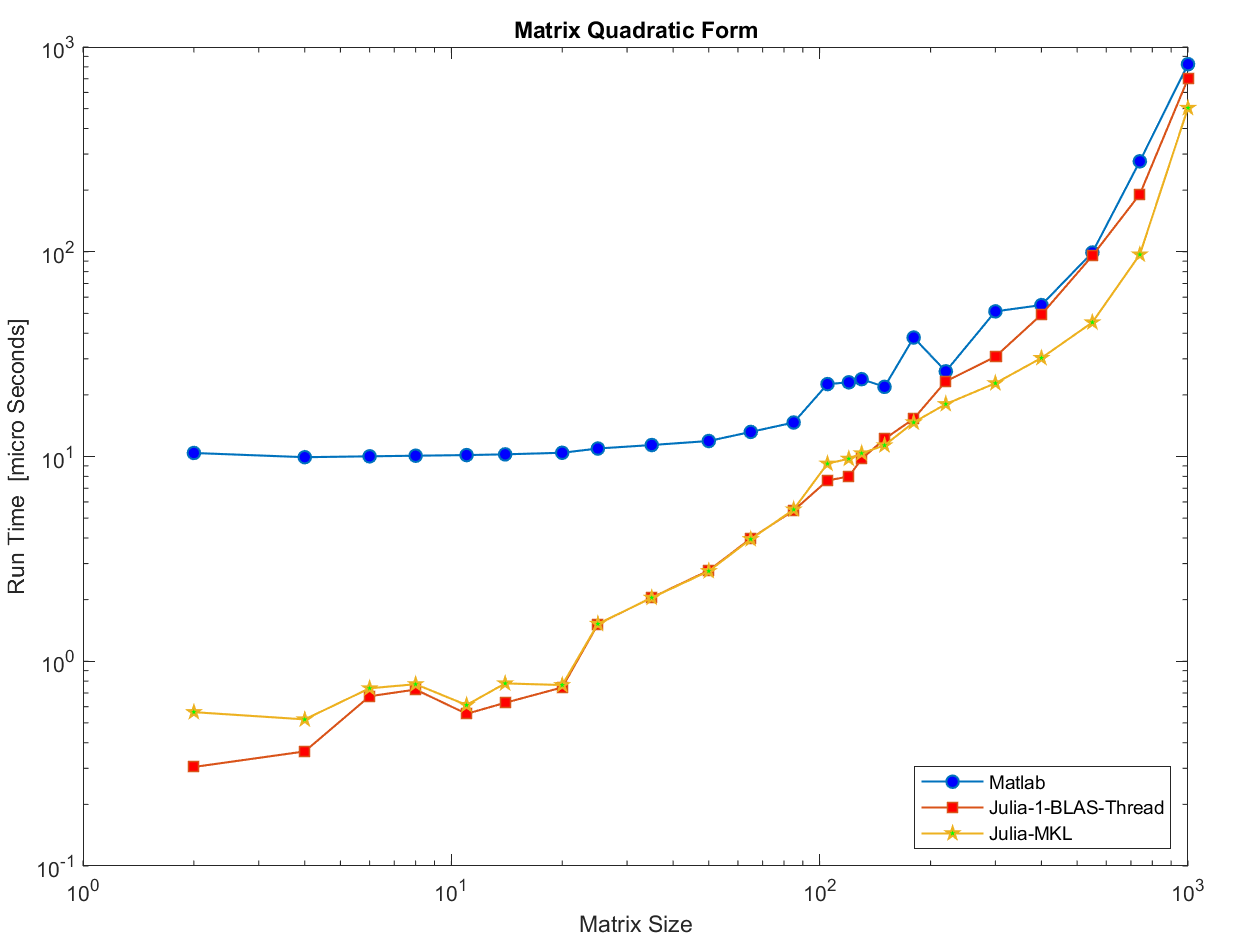 Matrix Quadratic Form
10^3
10^2
10^1
10^0
10^-1
Run Time [micro Seconds]
10^0
10^1
10^2
10^3
Matrix Size
Matlab
Julia-1-BLAS-Thread
Julia-MKL